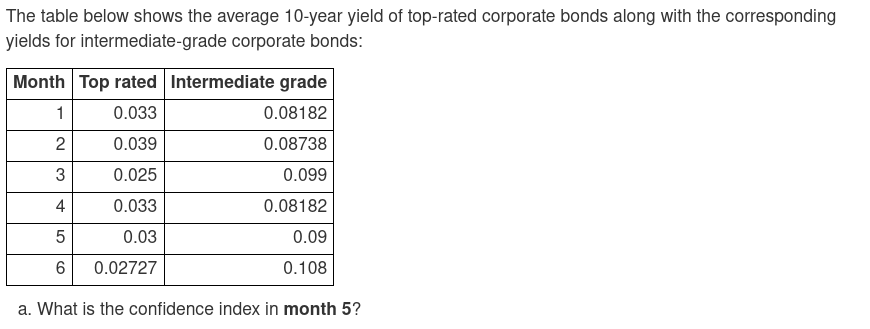 The table below shows the average 10-year yield of top-rated corporate bonds along with the corresponding
yields for intermediate-grade corporate bonds:
Month Top rated Intermediate grade
1 0.033 0.08182
2 0.039 0.08738
3 0.025 0.099
4 0.033 0.08182
5 0.03 0.09
6 0.02727 0.108
a. What is the confidence index in month 5?